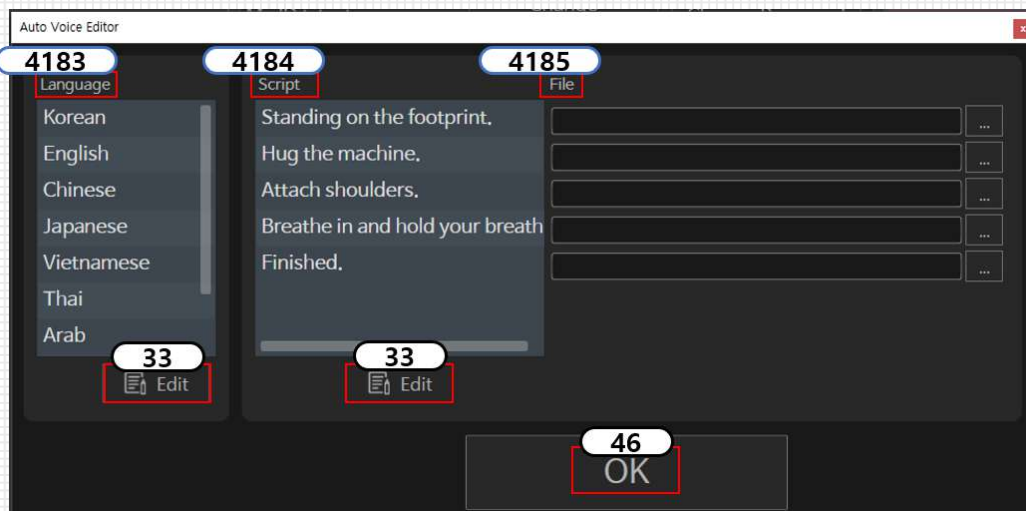 Auto Voice Editor
x
4183
4184
4185
Language
Script
File
Korean
English
Chinese
Japanese
Vietnamese
Thai
Arab
33
Edit
Standing on the footprint.
Hug the machine.
Attach shoulders.
Breathe in and hold your breath
Finished.
33
Edit
...
...
...
...
...
46
OK